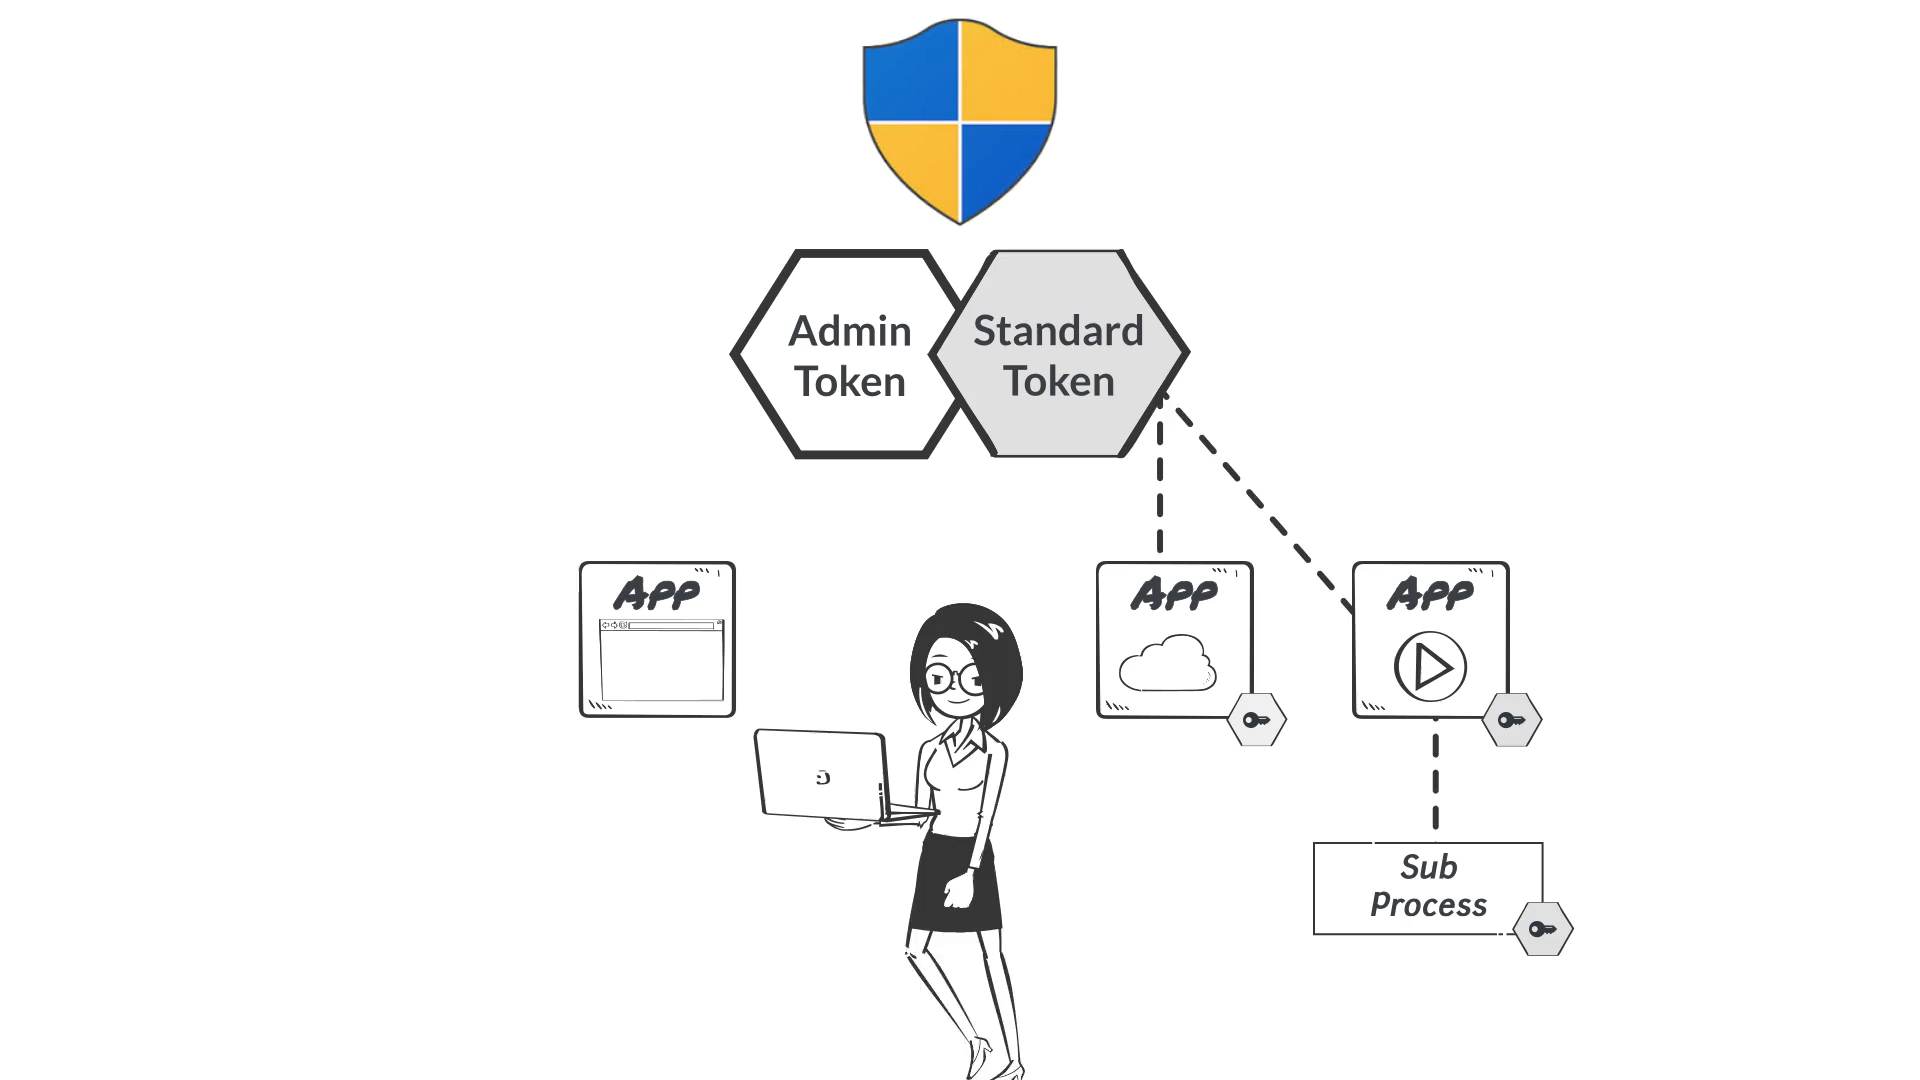 Admin
Token
Standard
Token
App
App
App
Sub
Process